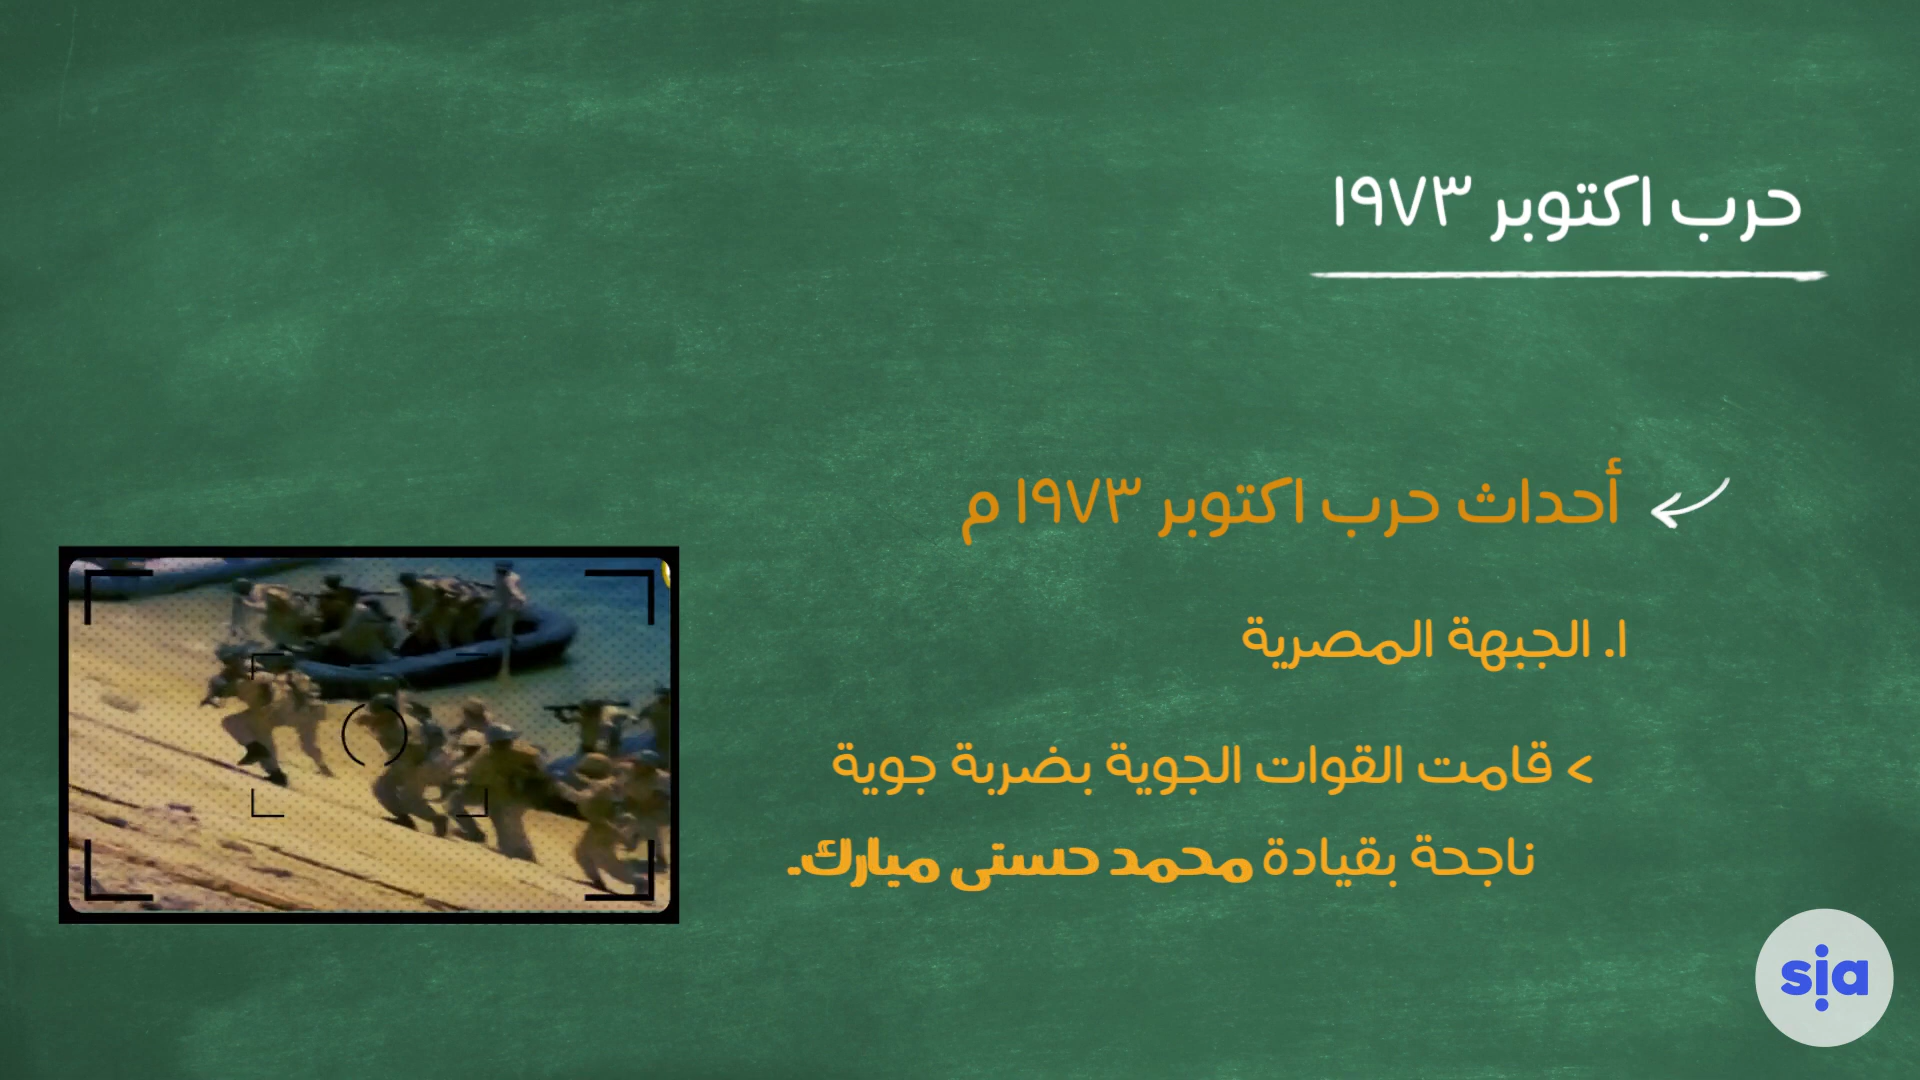 حرب اكتوبر ١٩٧٣
أحداث حرب اكتوبر ١٩٧٣ م
١. الجبهة المصرية
> قامت القوات الجوية بضربة جوية
ناجحة بقيادة محمد حسنى مبارك.
sia